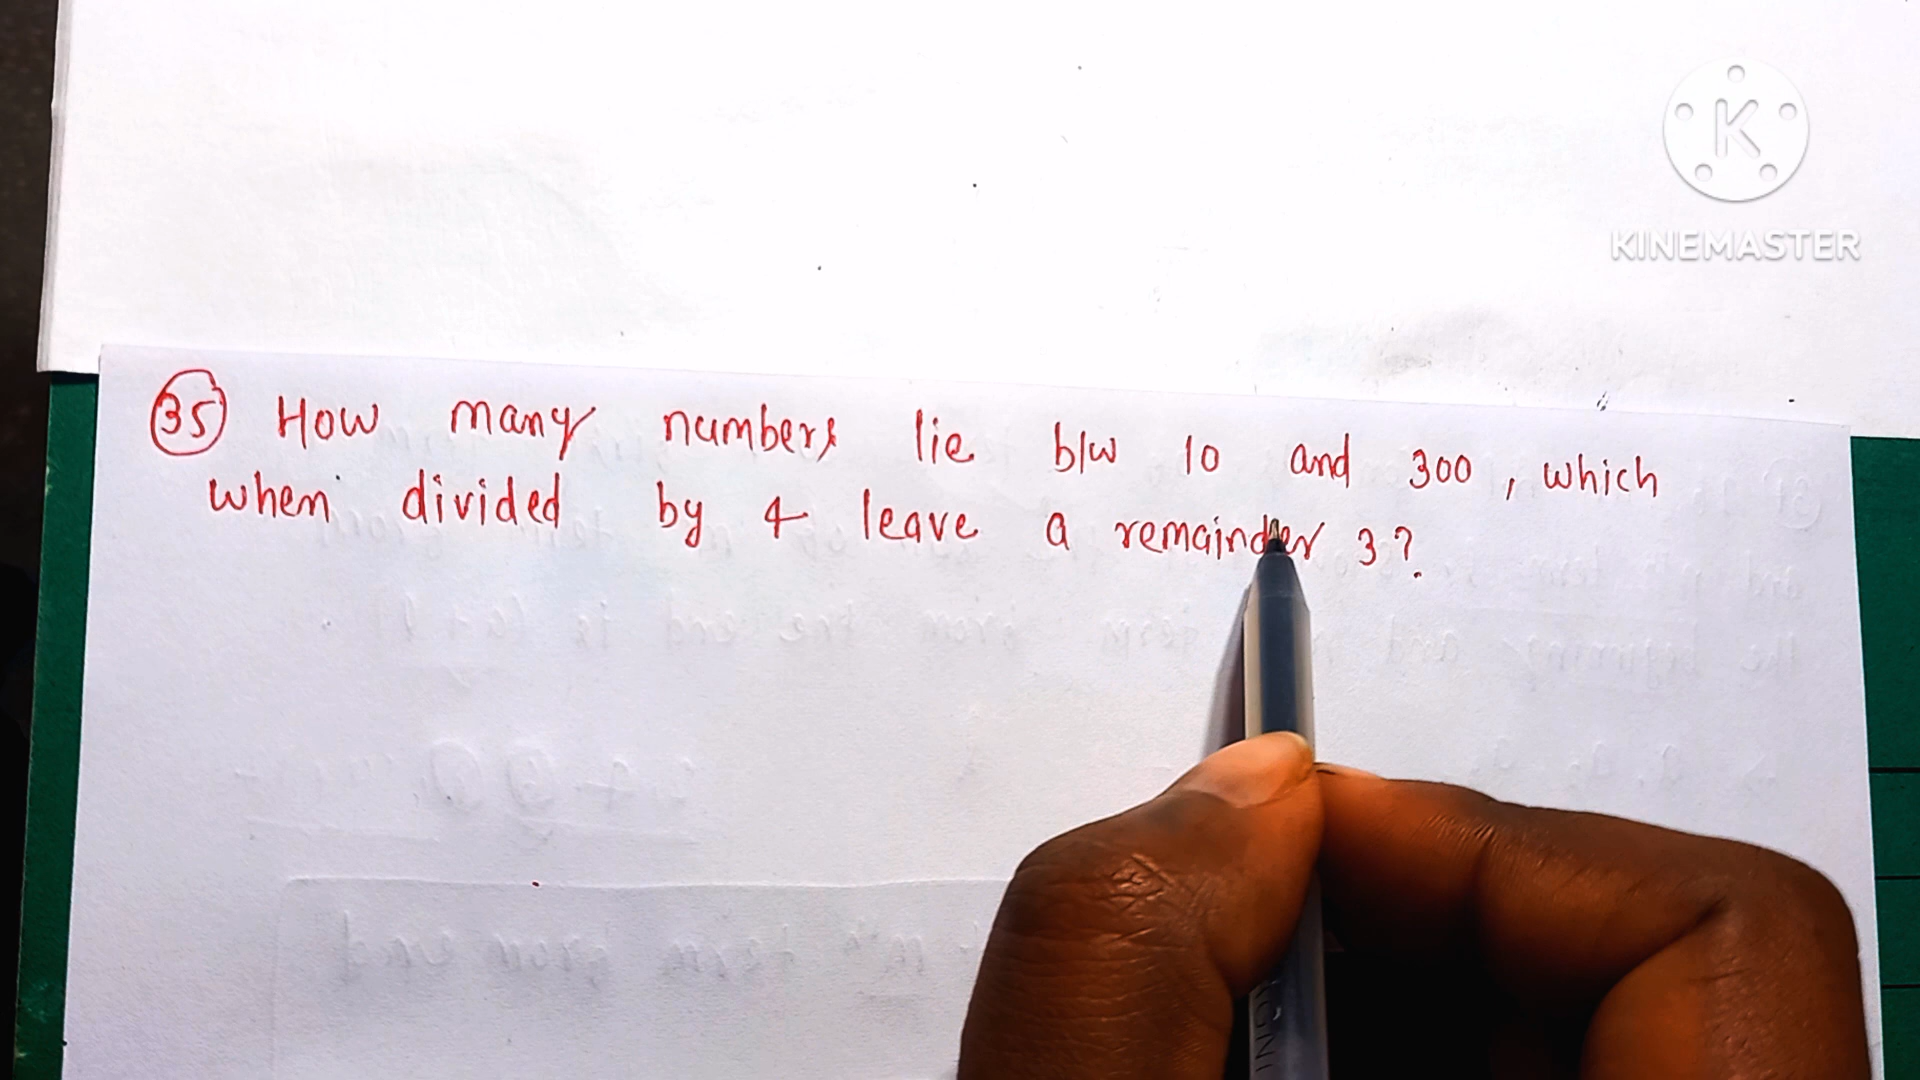 KINEMASTER
35 How many numbers lie b/w 10 and 300, which
when divided by 4 leave a remainder 3?